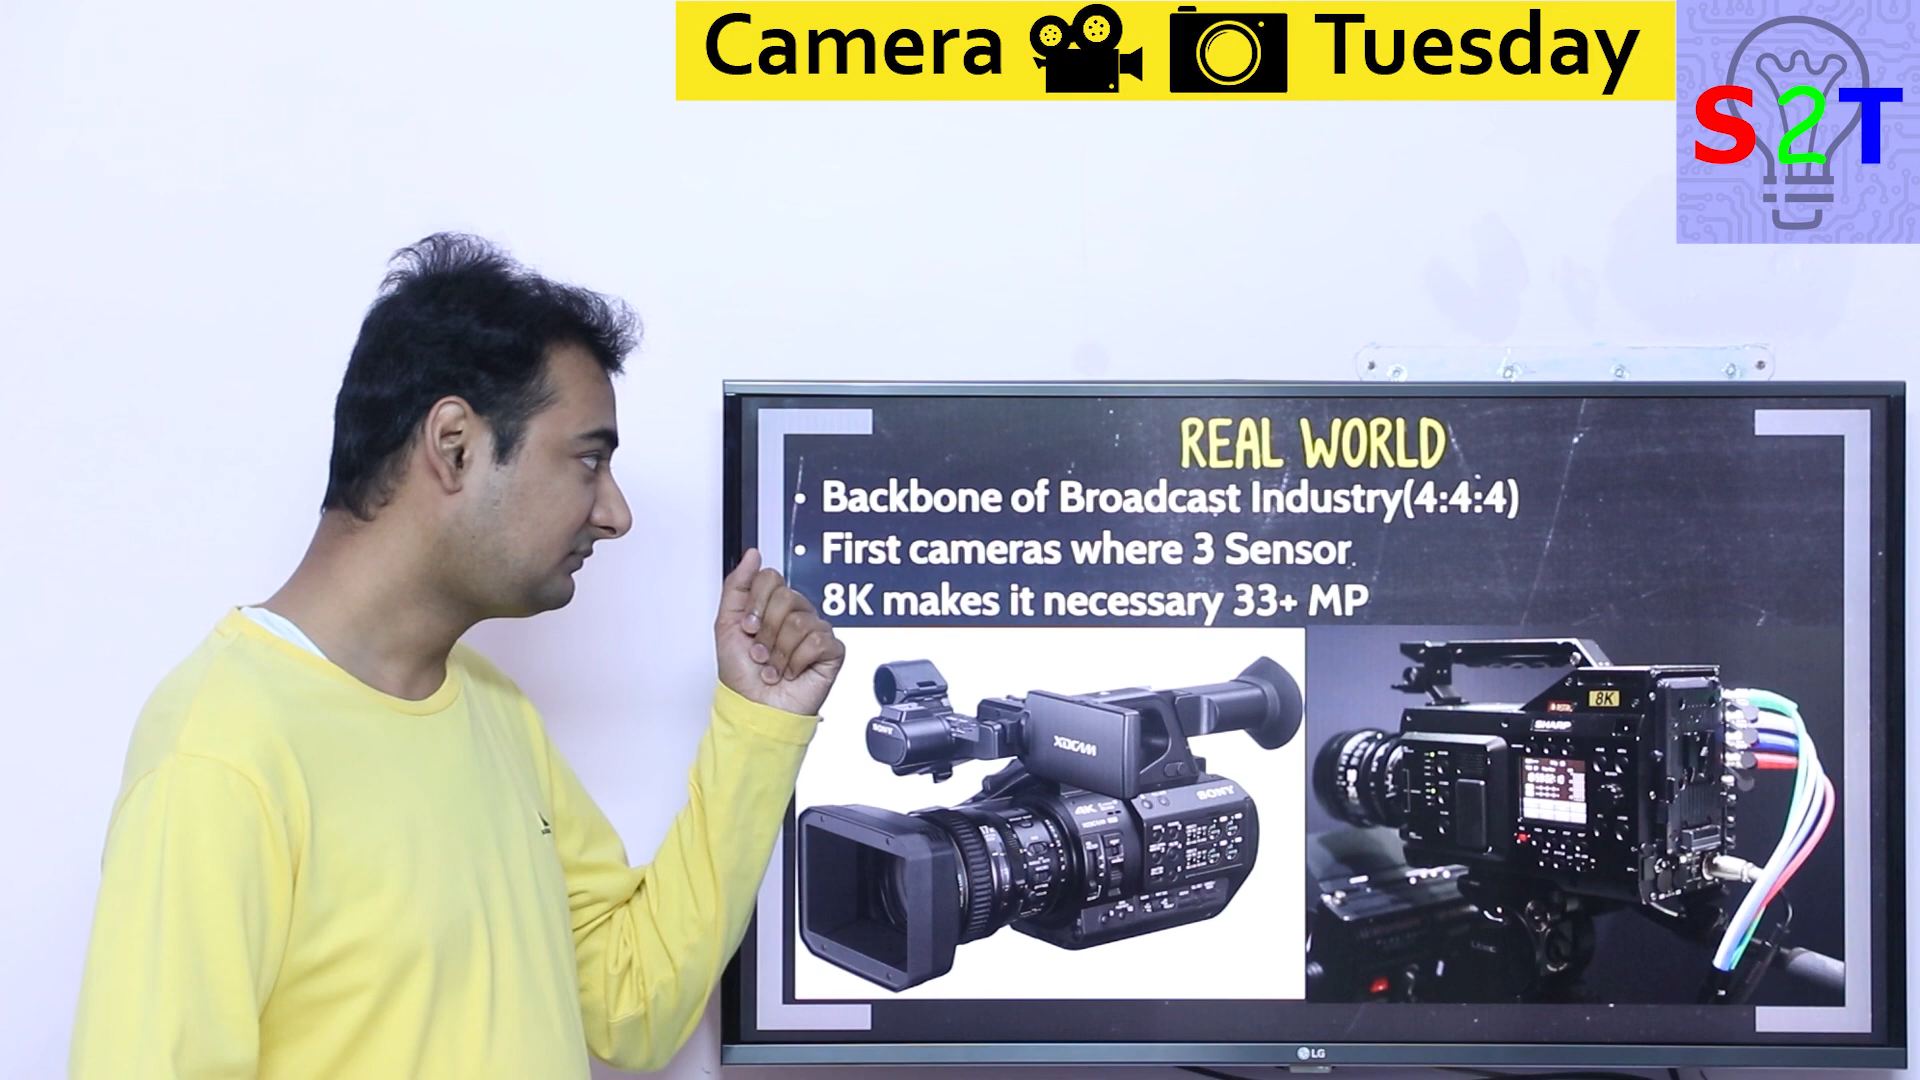 Camera Tuesday
S2T
REAL WORLD
• Backbone of Broadcast Industry(4:4:4)
• First cameras where 3 Sensor
8K makes it necessary 33+ MP
SONY
XDCAM
SONY
4K
8K
SHARP
LG